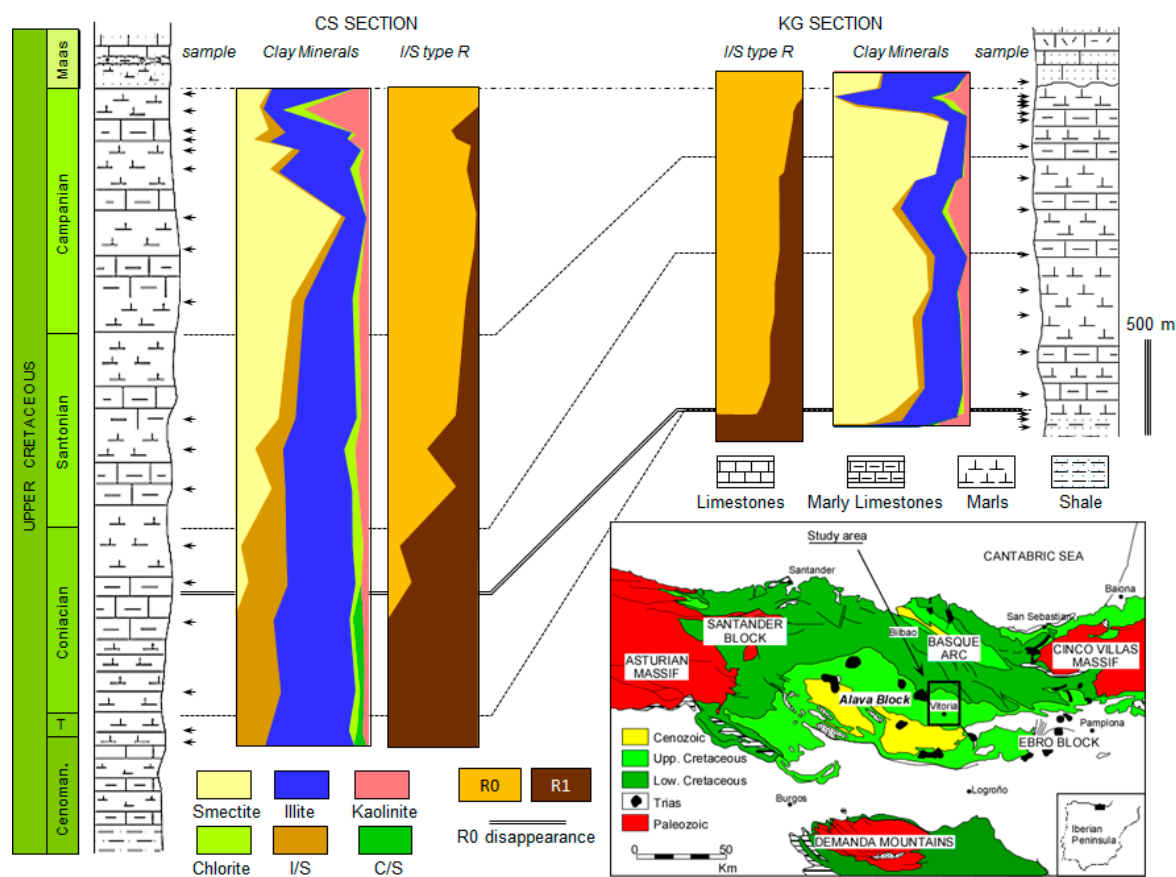 CS SECTION
KG SECTION
sample
Clay Minerals
I/S type R
I/S type R
Clay Minerals
sample
UPPER CRETACEOUS
Maas
Campanian
Santonian
Coniacian
T
Cenoman.
500 m
Limestones
Marly Limestones
Marls
Shale
Smectite
Illite
Kaolinite
Chlorite
I/S
C/S
R0
R1
R0 disappearance
Study area
CANTABRIC SEA
Santander
Baiona
San Sebastian
SANTANDER
BLOCK
Bilbao
BASQUE
ARC
CINCO VILLAS
MASSIF
ASTURIAN
MASSIF
Alava Block
Vitoria
Pamplona
EBRO BLOCK
Cenozoic
Upp. Cretaceous
Low. Cretaceous
Trias
Paleozoic
Burgos
Logroño
0
50
Km
DEMANDA MOUNTAINS
Iberian
Peninsula